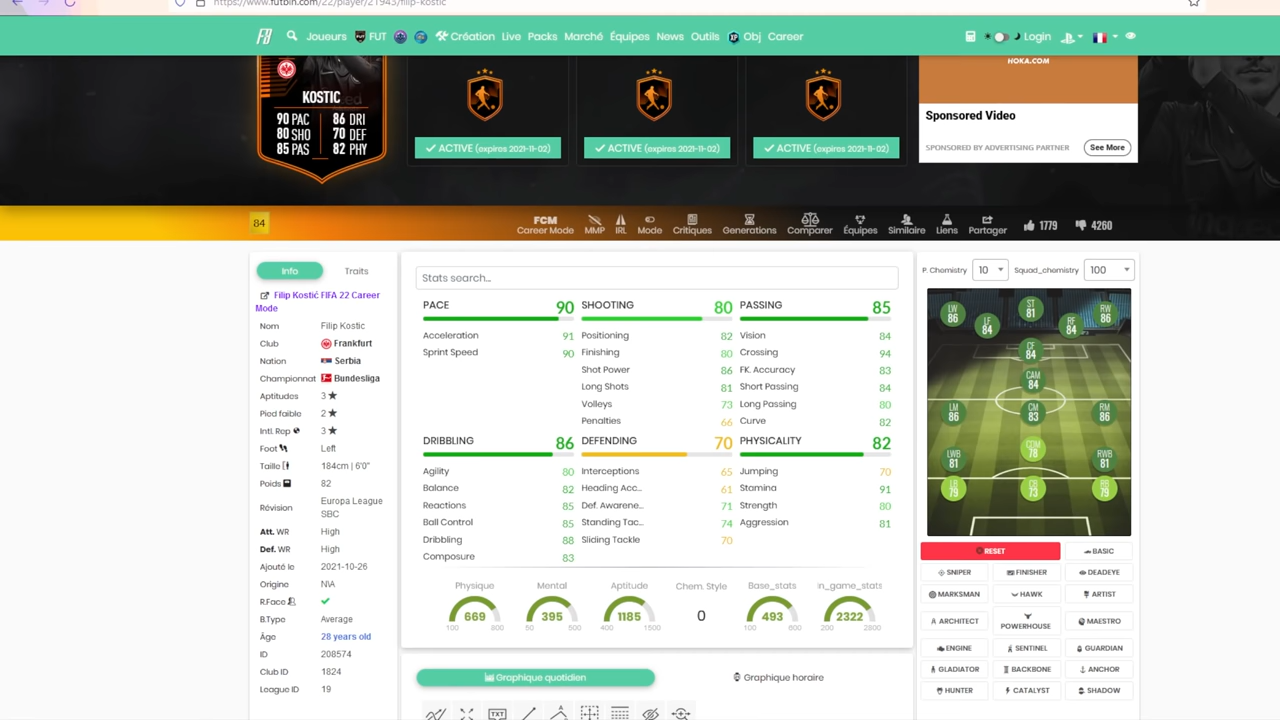 https://www.futbin.com/22/player/21945/filip-kostic
Joueurs FUT Création Live Packs Marché Équipes News Outils Obj Career Login
HOKA.COM
KOSTIC
90 PAC 86 DRI
80 SHO 70 DEF
85 PAS 82 PHY
ACTIVE (expires 2021-11-02)
ACTIVE (expires 2021-11-02)
ACTIVE (expires 2021-11-02)
Sponsored Video
SPONSORED BY ADVERTISING PARTNER
See More
84
FCM
Career Mode MMP IRL Mode Critiques Generations Comparer Équipes Similaire Liens Partager 1779 4260
Info Traits
Filip Kostić FIFA 22 Career
Mode
Nom Filip Kostic
Club Frankfurt
Nation Serbia
Championnat Bundesliga
Aptitudes 3
Pied faible 2
Intl. Rep 3
Foot Left
Taille 184cm | 6'0"
Poids 82
Révision Europa League
SBC
Att. WR High
Def. WR High
Ajouté le 2021-10-26
Origine N\A
R.Face
B.Type Average
Âge 28 years old
ID 208574
Club ID 1824
League ID 19
Stats search...
PACE 90
Acceleration 91
Sprint Speed 90
SHOOTING 80
Positioning 82
Finishing 80
Shot Power 86
Long Shots 81
Volleys 73
Penalties 66
PASSING 85
Vision 84
Crossing 94
FK. Accuracy 83
Short Passing 84
Long Passing 80
Curve 82
DRIBBLING 86
Agility 80
Balance 82
Reactions 85
Ball Control 85
Dribbling 88
Composure 83
DEFENDING 70
Interceptions 65
Heading Acc... 61
Def. Awarene... 71
Standing Tac... 74
Sliding Tackle 70
PHYSICALITY 82
Jumping 70
Stamina 91
Strength 80
Aggression 81
Physique Mental Aptitude Chem. Style Base_stats In_game_stats
669 395 1185 0 493 2322
100 800 50 500 400 1500 100 600 200 2800
Graphique quotidien Graphique horaire
TXT
P. Chemistry 10 Squad_chemistry 100
LW
86
ST
81
RW
86
LF
84
RF
84
CF
84
CAM
84
LM
86
CM
83
RM
86
CDM
78
LWB
81
RWB
81
LB
79
CB
73
RB
79
RESET BASIC
SNIPER FINISHER DEADEYE
MARKSMAN HAWK ARTIST
ARCHITECT POWERHOUSE MAESTRO
ENGINE SENTINEL GUARDIAN
GLADIATOR BACKBONE ANCHOR
HUNTER CATALYST SHADOW